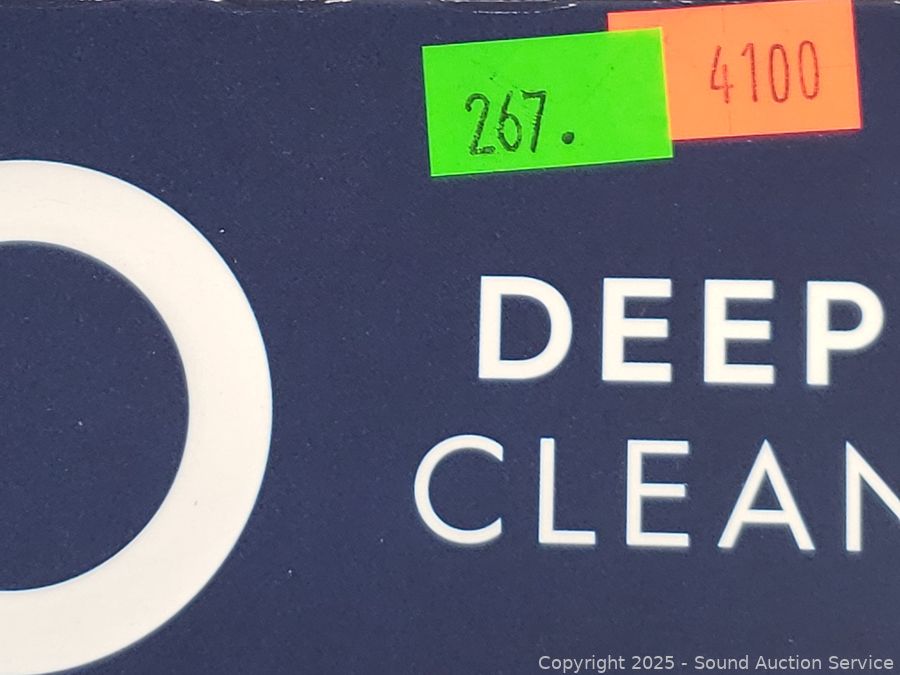 4100
267.
DEEP
CLEAN
Copyright 2025 - Sound Auction Service